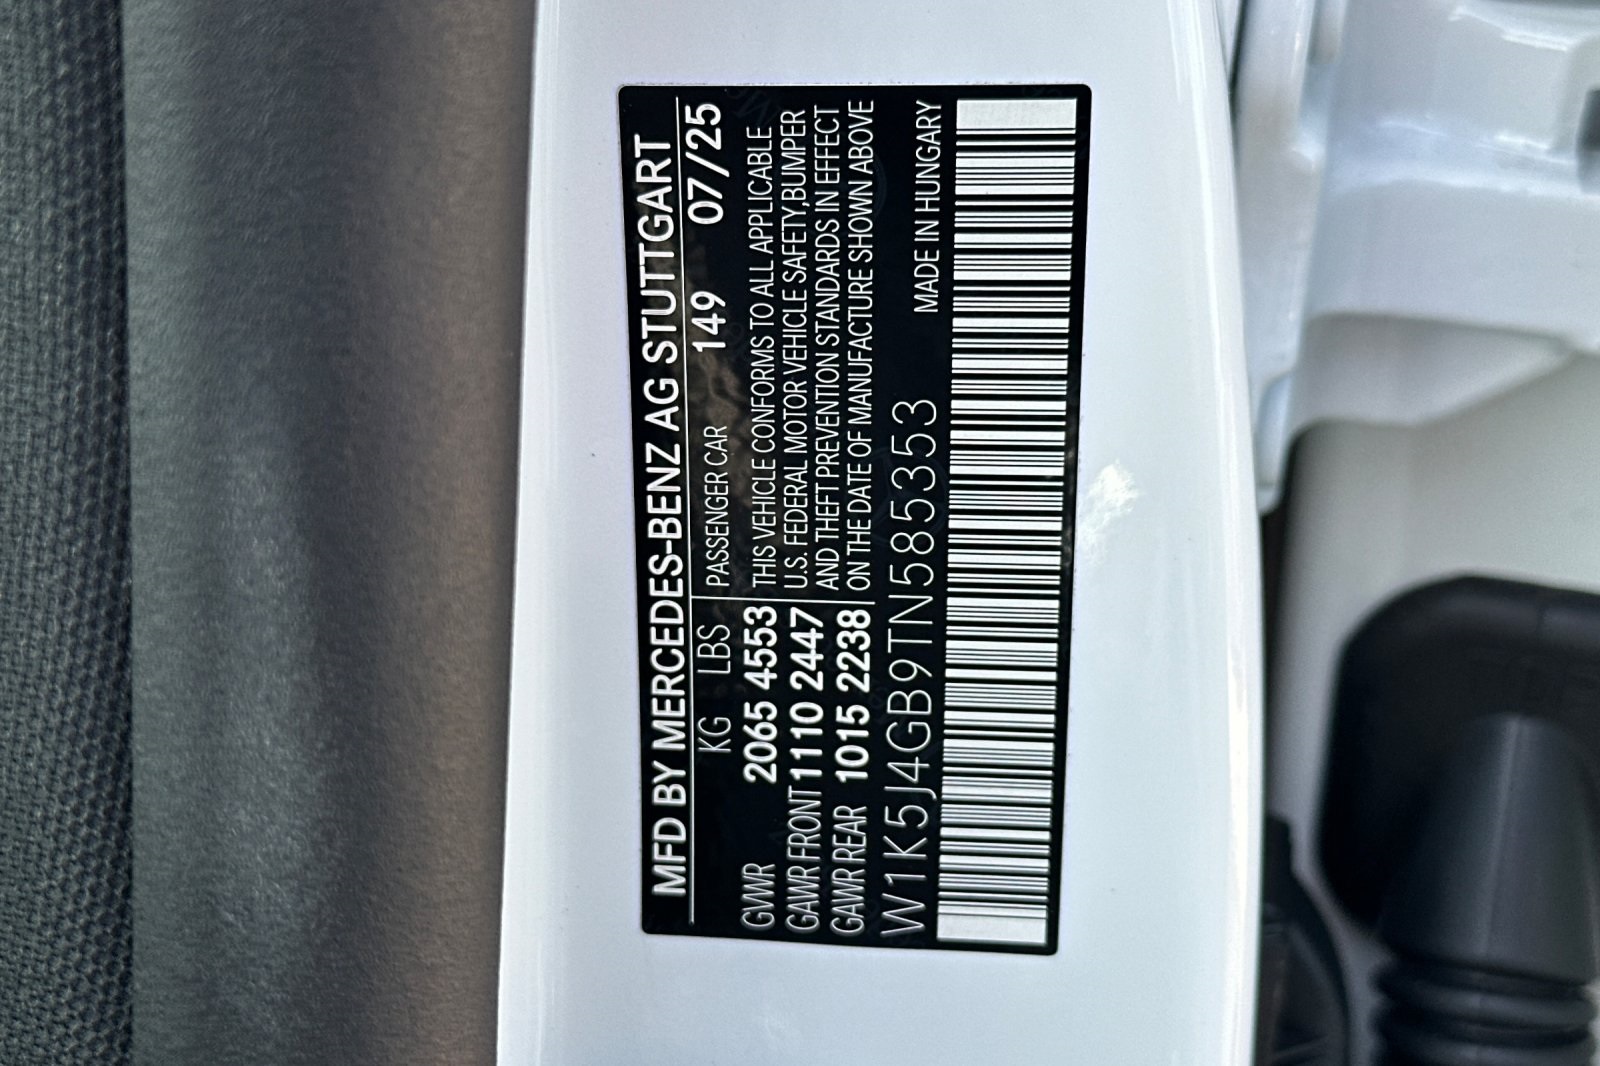 MFD BY MERCEDES-BENZ AG STUTTGART
KG LBS PASSENGER CAR 149 07/25
GVWR 2065 4553 THIS VEHICLE CONFORMS TO ALL APPLICABLE
GAWR FRONT 1110 2447 U.S. FEDERAL MOTOR VEHICLE SAFETY,BUMPER
AND THEFT PREVENTION STANDARDS IN EFFECT
GAWR REAR 1015 2238 ON THE DATE OF MANUFACTURE SHOWN ABOVE
W1K5J4GB9TN585353 MADE IN HUNGARY